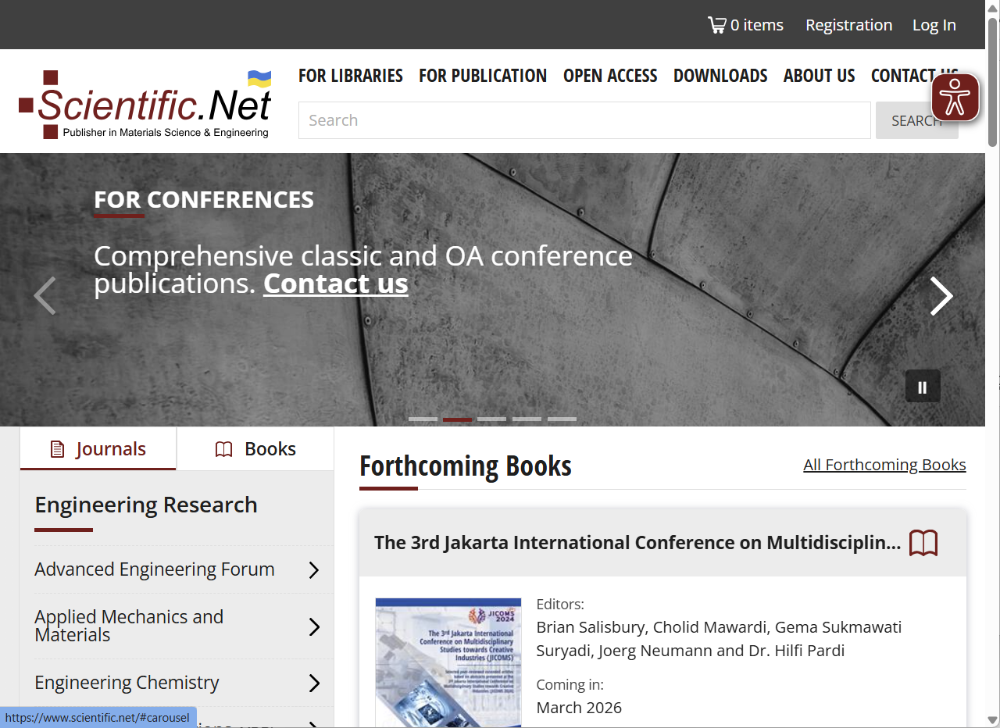 0 items Registration Log In
Scientific.Net
Publisher in Materials Science & Engineering
FOR LIBRARIES FOR PUBLICATION OPEN ACCESS DOWNLOADS ABOUT US CONTACT US
Search
SEARCH
FOR CONFERENCES
Comprehensive classic and OA conference
publications. Contact us
Journals
Books
Engineering Research
Advanced Engineering Forum
Applied Mechanics and
Materials
Engineering Chemistry
https://www.scientific.net/#carousel
Forthcoming Books
All Forthcoming Books
The 3rd Jakarta International Conference on Multidisciplin...
JICOMS
2024
The 3rd Jakarta International
Conference on Multidisciplinary
Studies towards Creative
Industries (JICOMS)
Editors:
Brian Salisbury, Cholid Mawardi, Gema Sukmawati
Suryadi, Joerg Neumann and Dr. Hilfi Pardi
Coming in:
March 2026